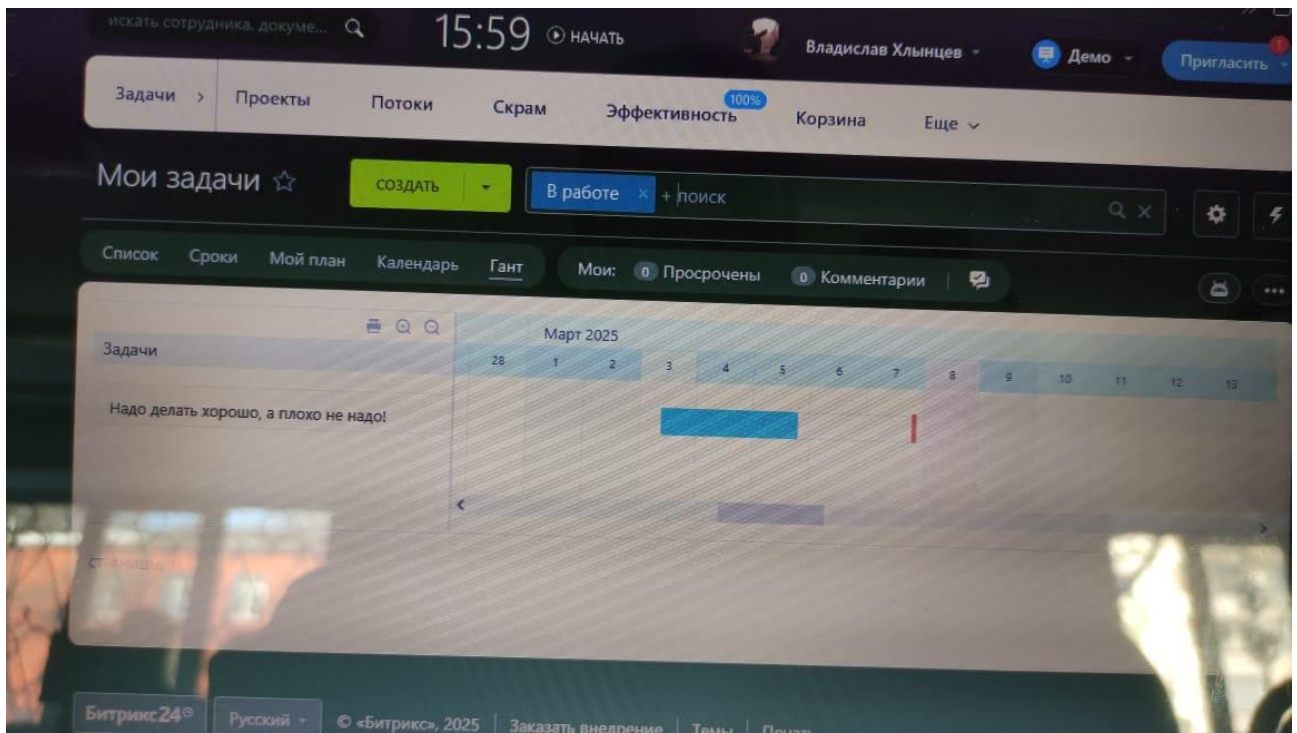 искать сотрудника, докуме...
15:59
НАЧАТЬ
Владислав Хлынцев
Демо
Пригласить
1
Задачи
Проекты
Потоки
Скрам
Эффективность
100%
Корзина
Еще
Мои задачи
СОЗДАТЬ
В работе × + поиск
Список Сроки Мой план Календарь Гант
Мои: 0 Просрочены 0 Комментарии
Март 2025
Задачи
28 1 2 3 4 5 6 7 8 9 10 11 12 13
Надо делать хорошо, а плохо не надо!
Битрикс24
Русский
© «Битрикс», 2025
Заказать внедрение
Темы
Печать